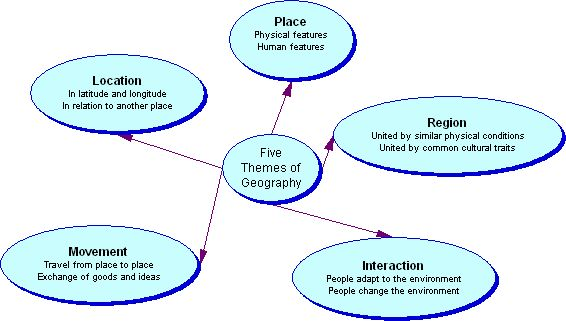 Place
Physical features
Human features
Location
In latitude and longitude
In relation to another place
Region
United by similar physical conditions
United by common cultural traits
Five
Themes of
Geography
Movement
Travel from place to place
Exchange of goods and ideas
Interaction
People adapt to the environment
People change the environment